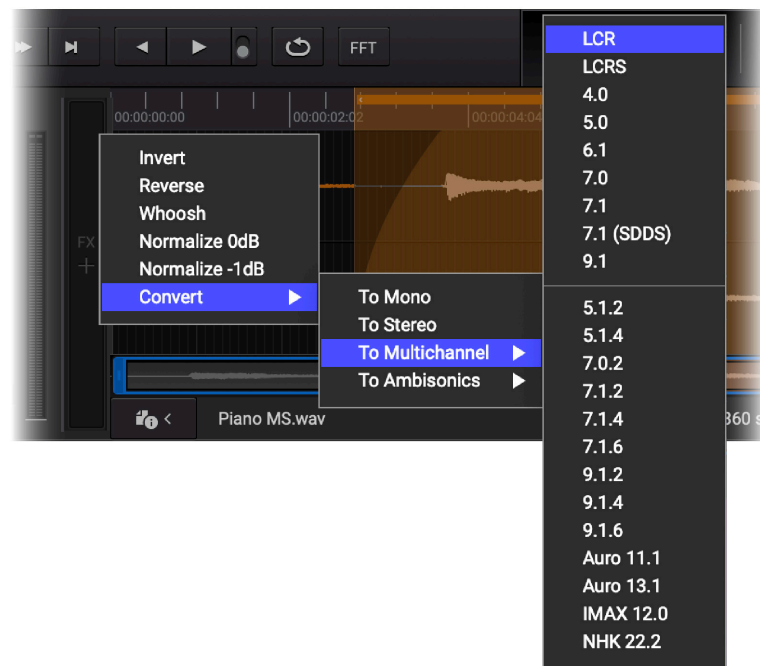 FFT
00:00:00:00
00:00:02:02
00:00:04:04
FX
Invert
Reverse
Whoosh
Normalize 0dB
Normalize -1dB
Convert
To Mono
To Stereo
To Multichannel
To Ambisonics
LCR
LCRS
4.0
5.0
6.1
7.0
7.1
7.1 (SDDS)
9.1
5.1.2
5.1.4
7.0.2
7.1.2
7.1.4
7.1.6
9.1.2
9.1.4
9.1.6
Auro 11.1
Auro 13.1
IMAX 12.0
NHK 22.2
Piano MS.wav
360 s